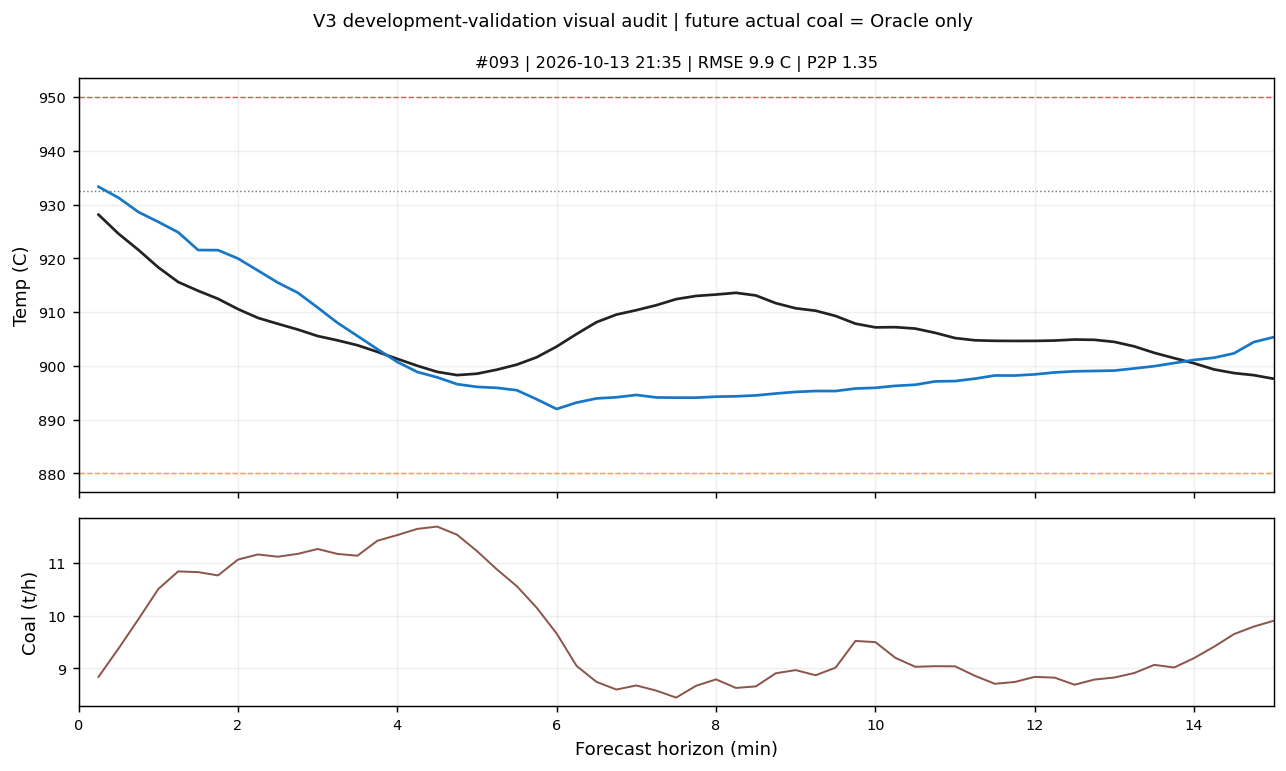 V3 development-validation visual audit | future actual coal = Oracle only
#093 | 2026-10-13 21:35 | RMSE 9.9 C | P2P 1.35
Temp (C)
950
940
930
920
910
900
890
880
Coal (t/h)
11
10
9
0 2 4 6 8 10 12 14
Forecast horizon (min)